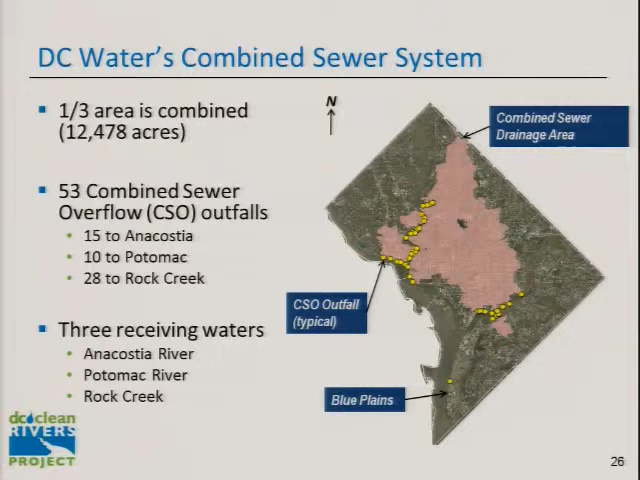 DC Water's Combined Sewer System
1/3 area is combined
(12,478 acres)
53 Combined Sewer
Overflow (CSO) outfalls
15 to Anacostia
10 to Potomac
28 to Rock Creek
Three receiving waters
Anacostia River
Potomac River
Rock Creek
N
Combined Sewer
Drainage Area
CSO Outfall
(typical)
Blue Plains
dc clean
RIVERS
PROJECT
26